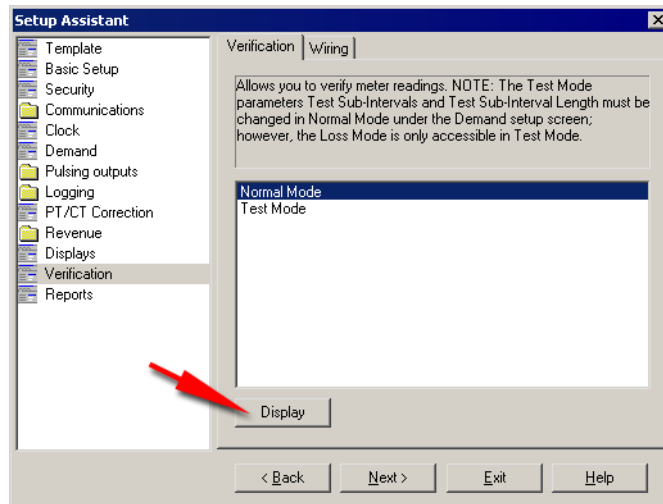 Setup Assistant
Template
Basic Setup
Security
Communications
Clock
Demand
Pulsing outputs
Logging
PT/CT Correction
Revenue
Displays
Verification
Reports
Verification
Wiring
Allows you to verify meter readings. NOTE: The Test Mode
parameters Test Sub-Intervals and Test Sub-Interval Length must be
changed in Normal Mode under the Demand setup screen;
however, the Loss Mode is only accessible in Test Mode.
Normal Mode
Test Mode
Display
< Back
Next >
Exit
Help